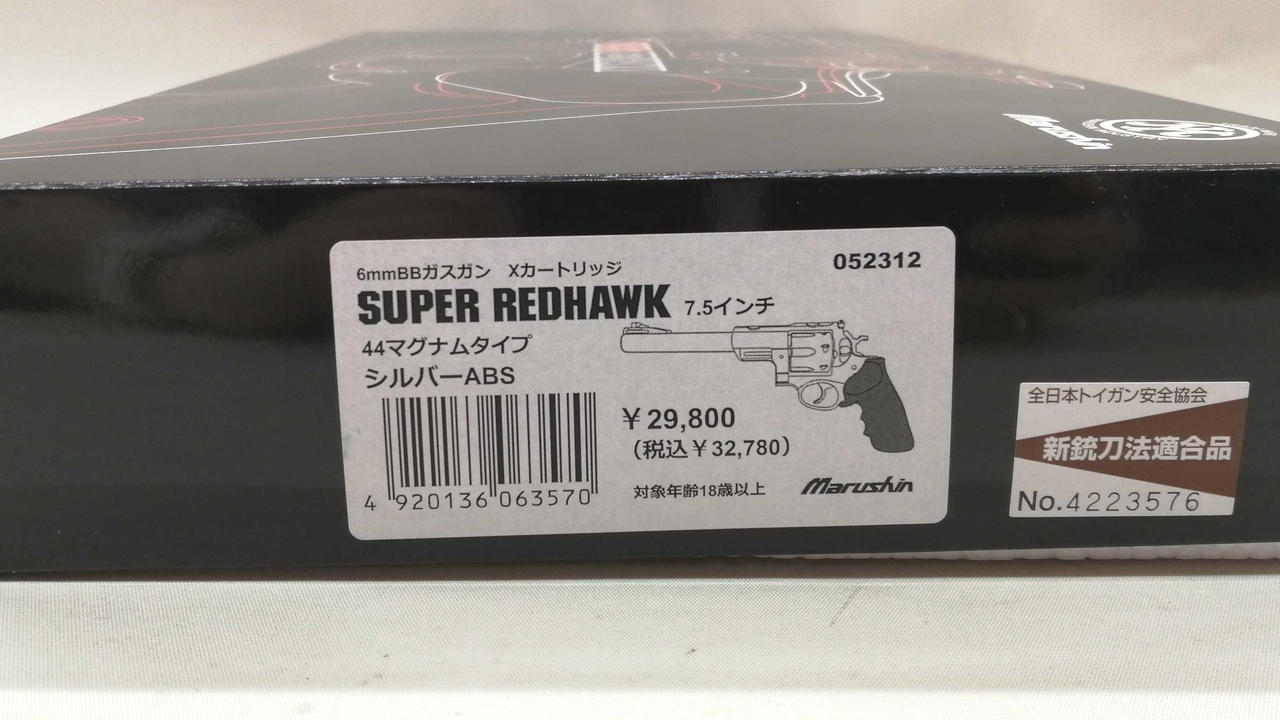 Marushin
6mmBBガスガン Xカートリッジ
052312
SUPER REDHAWK 7.5インチ
44マグナムタイプ
シルバーABS
￥29,800
(税込￥32,780)
4 920136 063570
対象年齢18歳以上
Marushin
全日本トイガン安全協会
新銃刀法適合品
No.4223576